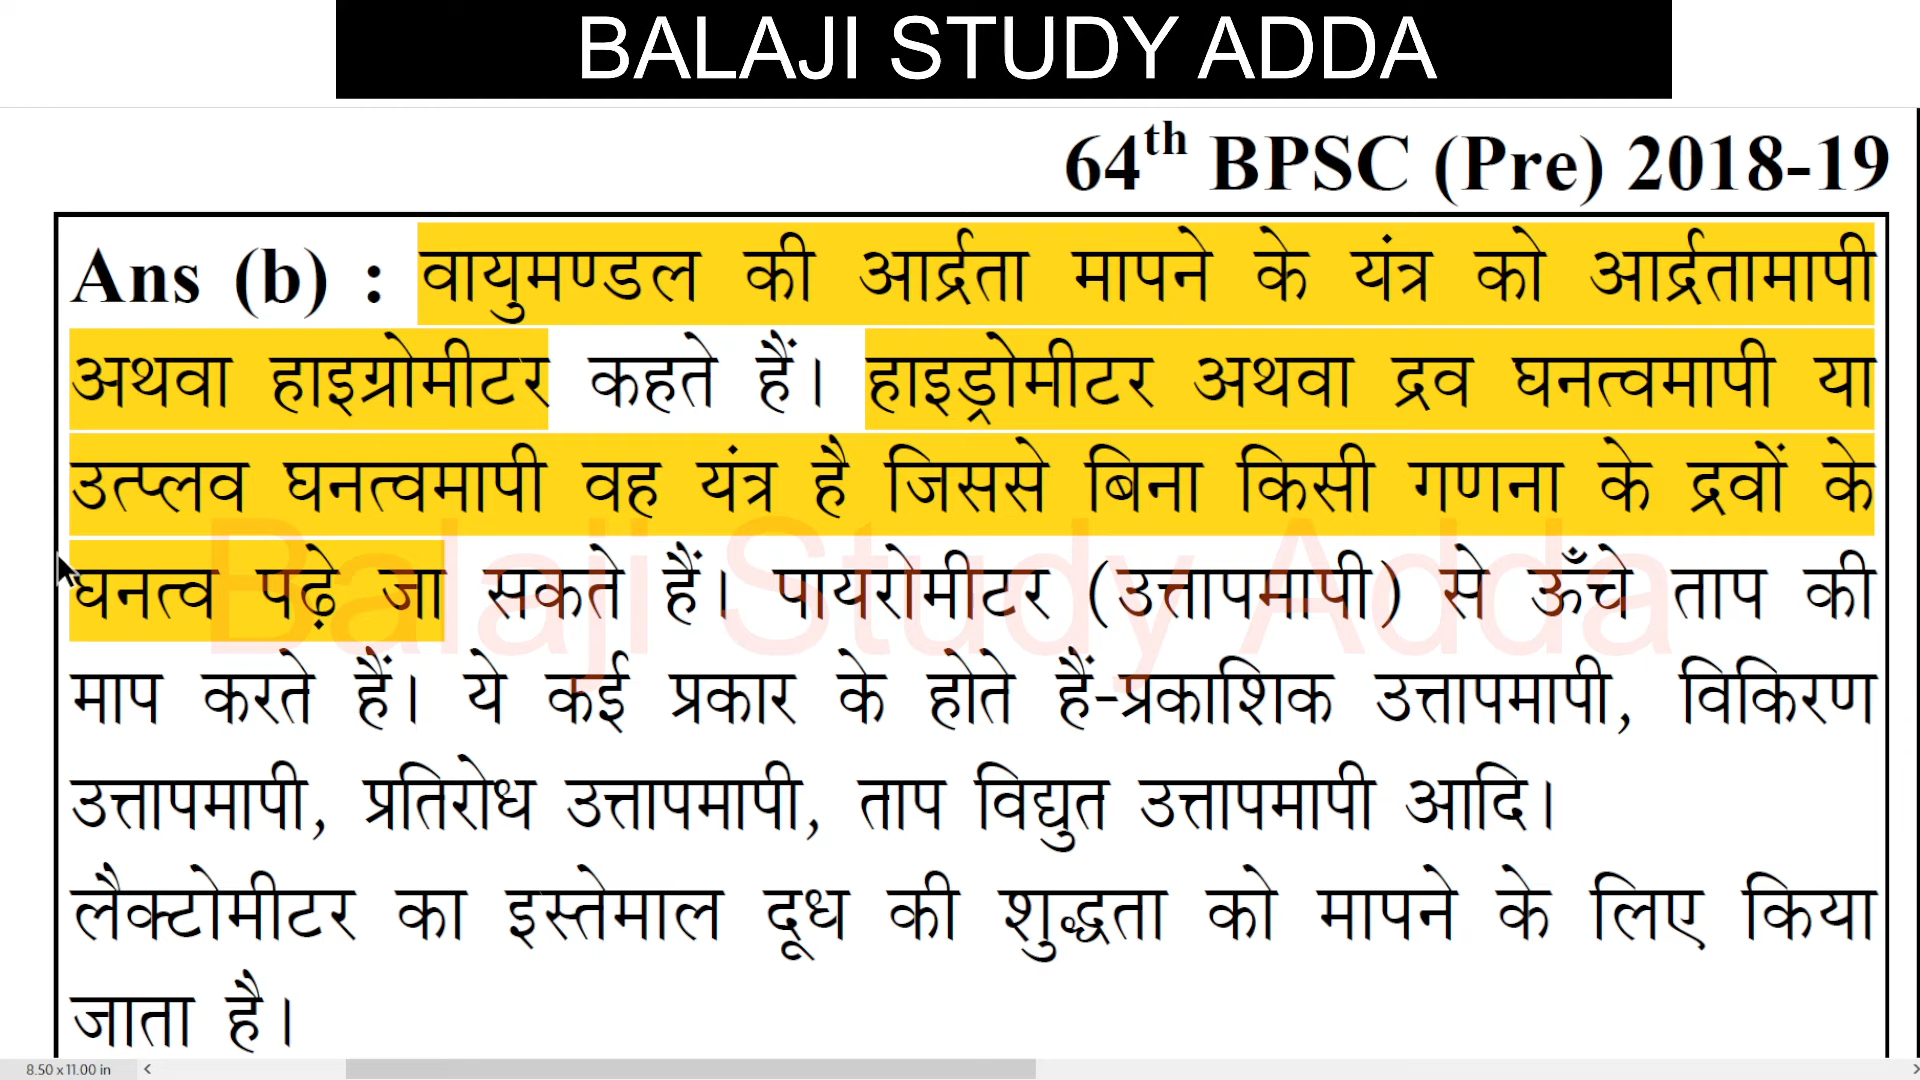 BALAJI STUDY ADDA
64th BPSC (Pre) 2018-19
Ans (b) : वायुमण्डल की आर्द्रता मापने के यंत्र को आर्द्रतामापी
अथवा हाइग्रोमीटर कहते हैं। हाइड्रोमीटर अथवा द्रव घनत्वमापी या
उत्प्लव घनत्वमापी वह यंत्र है जिससे बिना किसी गणना के द्रवों के
घनत्व पढ़े जा सकते हैं। पायरोमीटर (उत्तापमापी) से ऊँचे ताप की
Balaji Study Adda
माप करते हैं। ये कई प्रकार के होते हैं-प्रकाशिक उत्तापमापी, विकिरण
उत्तापमापी, प्रतिरोध उत्तापमापी, ताप विद्युत उत्तापमापी आदि।
लैक्टोमीटर का इस्तेमाल दूध की शुद्धता को मापने के लिए किया
जाता है।
8.50 x 11.00 in